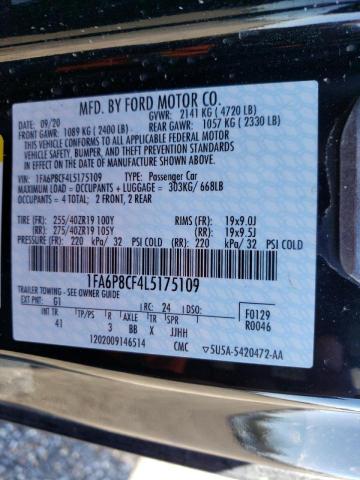 MFD. BY FORD MOTOR CO.
09/20 GVWR: 2141 KG ( 4720 LB)
FRONT GAWR: 1089 KG ( 2400 LB) REAR GAWR: 1057 KG ( 2330 LB)
THIS VEHICLE CONFORMS TO ALL APPLICABLE FEDERAL MOTOR
VEHICLE SAFETY, BUMPER, AND THEFT PREVENTION STANDARDS
IN EFFECT ON THE DATE OF MANUFACTURE SHOWN ABOVE.
VEHICLE IN: 1FA6P8CF4L5175109 TYPE: Passenger Car
MAXIMUM LOAD = OCCUPANTS + LUGGAGE = 303KG/ 668LB
OCCUPANTS = 4 TOTAL; 2 FRONT, 2 REAR
TIRE (FF): 255/40ZR19 100Y RIMS (FF): 19x9.0J
(RR): 275/40ZR19 105Y (RR): 19x9.5J
PRESSURE (FF): 220 kPa/ 32 PSI COLD (RR): 220 kPa/ 32 PSI COLD
1FA6P8CF4L5175109
TRAILER TOWING - SEE OWNER GUIDE
EXT PNT: G1 RC: 24 DSO: F0129
INT TR TP/PS R AXLE TR SPR R0046
41 3 BB X JJHH
1202009146514 CMC 5U5A-5420472-AA